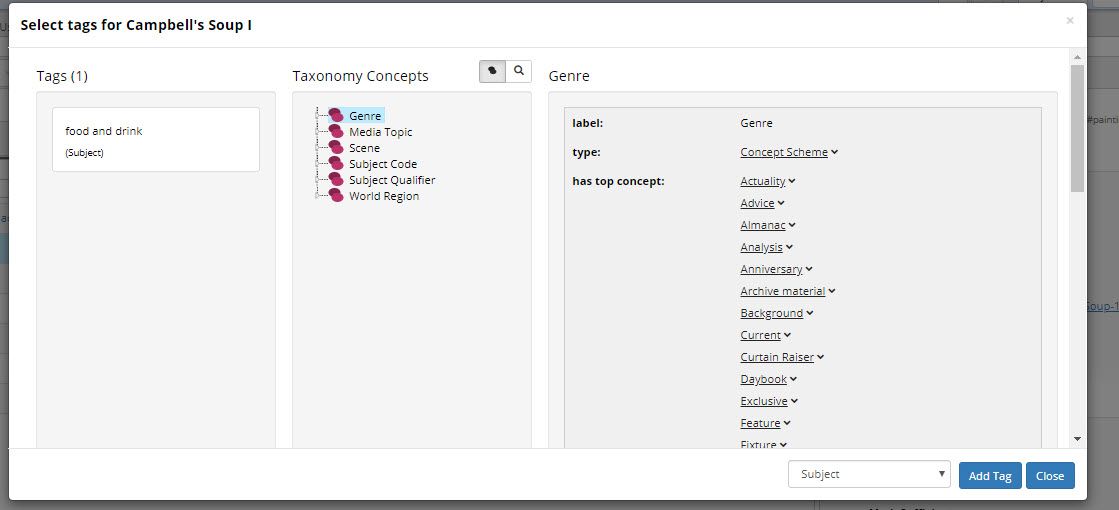 Select tags for Campbell's Soup I
×
Tags (1)
food and drink
(Subject)
Taxonomy Concepts
Genre
Media Topic
Scene
Subject Code
Subject Qualifier
World Region
Genre
label: Genre
type: Concept Scheme
has top concept: Actuality
Advice
Almanac
Analysis
Anniversary
Archive material
Background
Current
Curtain Raiser
Daybook
Exclusive
Feature
Fixture
Subject
Add Tag
Close
#painti
Soup-1